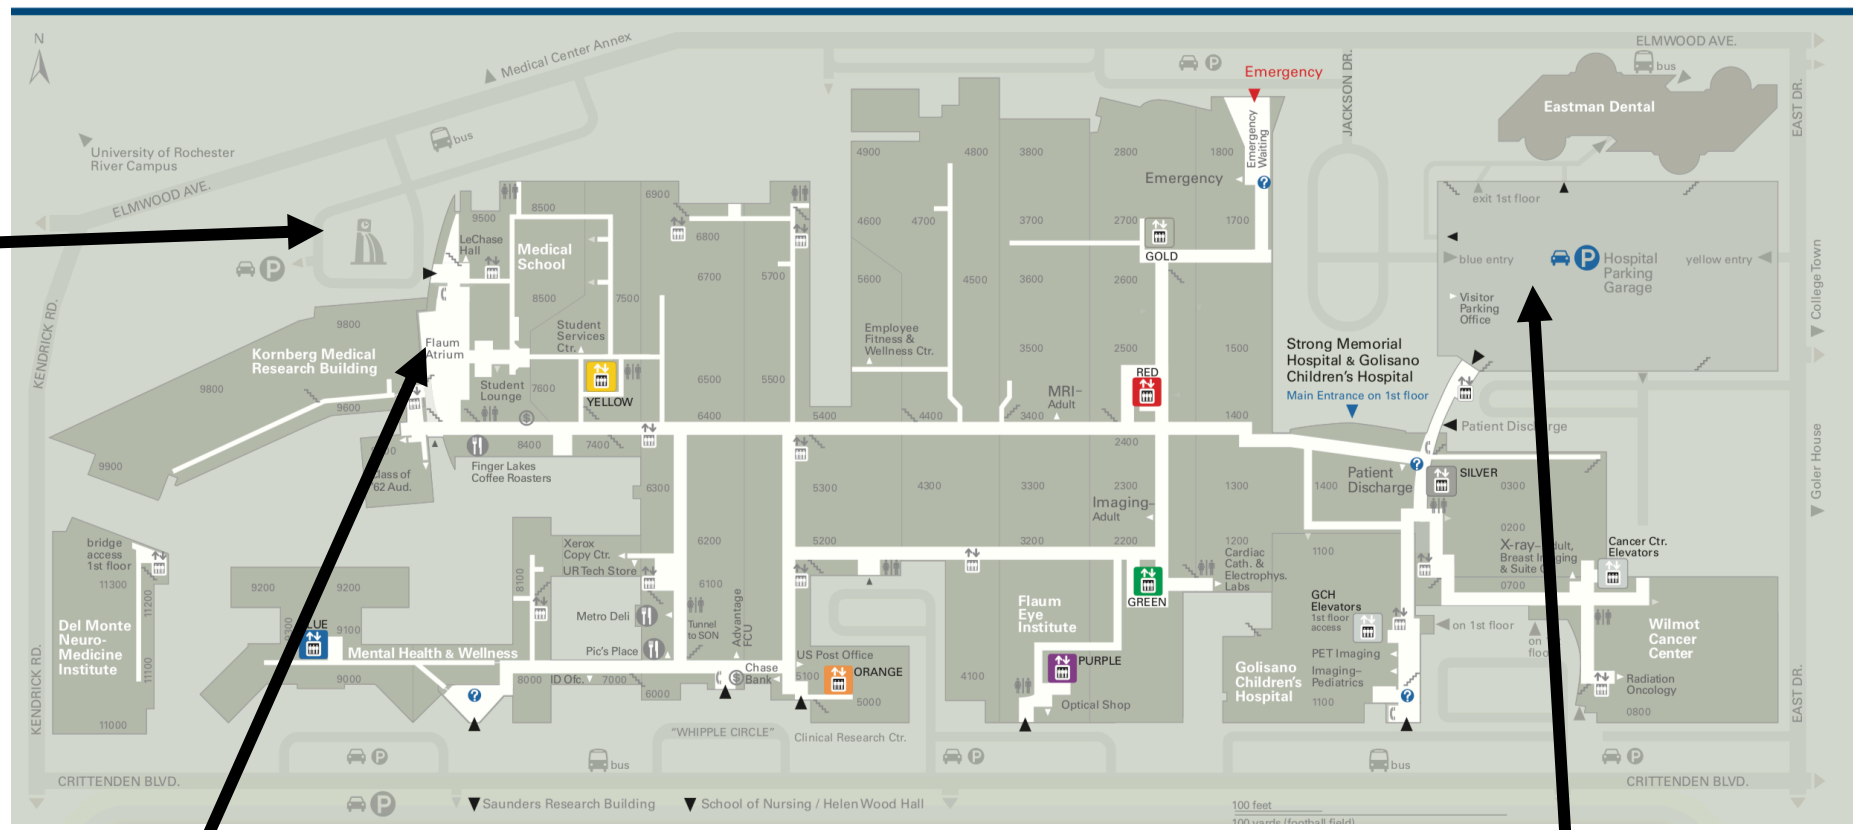 N
Medical Center Annex
ELMWOOD AVE.
bus
Emergency
JACKSON DR.
EAST DR.
Eastman Dental
University of Rochester
River Campus
ELMWOOD AVE.
bus
P
P
4900
4800
3800
2800
1800
Emergency
Waiting
Emergency
?
exit 1st floor
6900
9500
8500
LeChase
Hall
Medical
School
6800
4600
4700
3700
2700
1700
GOLD
blue entry
P
Hospital
Parking
Garage
yellow entry
College Town
Visitor
Parking
Office
6700
5700
5600
4500
3600
2600
8500
7500
9800
Kornberg Medical
Research Building
Flaum
Atrium
Student
Services
Ctr.
Employee
Fitness &
Wellness Ctr.
3500
2500
1500
Strong Memorial
Hospital & Golisano
Children's Hospital
Main Entrance on 1st floor
KENDRICK RD.
9800
9600
Student
Lounge
7600
YELLOW
6500
5500
RED
MRI–
Adult
6400
5400
4400
3400
2400
1400
Patient Discharge
$
8400
7400
9900
Finger Lakes
Coffee Roasters
'62 Aud.
Patient
Discharge
?
SILVER
Goler House
6300
5300
4300
3300
2300
1300
1400
0300
Imaging–
Adult
0200
bridge
access
1st floor
11300
11200
11100
11000
Del Monte
Neuro-
Medicine
Institute
Xerox
Copy Ctr.
UR Tech Store
6200
5200
3200
2200
1200
1100
Cardiac
Cath. &
Electrophys.
Labs
Breast Imaging
& Suite
0700
Cancer Ctr.
Elevators
9200
9200
9100
8100
6100
Metro Deli
Tunnel
to SON
Advantage
FCU
Flaum
Eye
Institute
GREEN
GCH
Elevators
1st floor
access
on 1st floor
Wilmot
Cancer
Center
Mental Health & Wellness
Pic's Place
US Post Office
ORANGE
PURPLE
PET Imaging
Imaging–
Pediatrics
Golisano
Children's
Hospital
Radiation
Oncology
9000
?
8000
ID Ofc.
7000
6000
$
Chase
Bank
5100
5000
4100
Optical Shop
1100
?
0800
KENDRICK RD.
EAST DR.
"WHIPPLE CIRCLE"
Clinical Research Ctr.
P
bus
P
bus
P
CRITTENDEN BLVD.
CRITTENDEN BLVD.
P
Saunders Research Building
School of Nursing / Helen Wood Hall
100 feet
100 yards (football field)